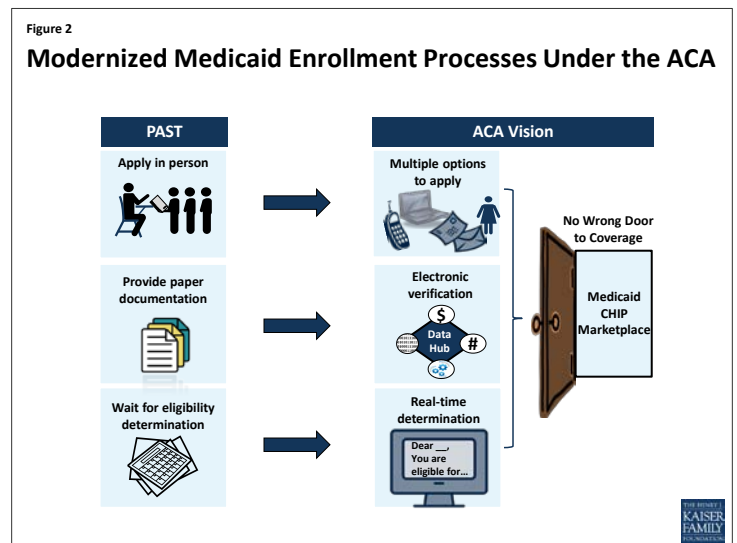 Figure 2
Modernized Medicaid Enrollment Processes Under the ACA
PAST
ACA Vision
Apply in person
Multiple options
to apply
No Wrong Door
to Coverage
Medicaid
CHIP
Marketplace
Provide paper
documentation
Electronic
verification
$
Data
Hub
#
Wait for eligibility
determination
Real-time
determination
Dear __,
You are
eligible for…
THE HENRY J.
KAISER
FAMILY
FOUNDATION